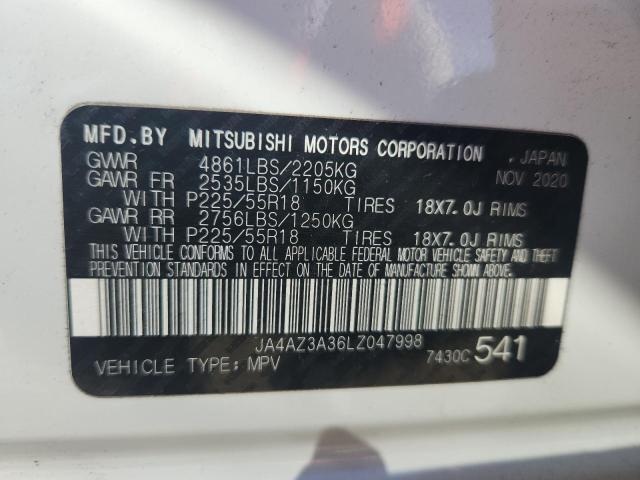 MFD.BY MITSUBISHI MOTORS CORPORATION . JAPAN
GVWR 4861LBS/2205KG NOV 2020
GAWR FR 2535LBS/1150KG
WITH P225/55R18 TIRES 18X7.0J RIMS
GAWR RR 2756LBS/1250KG
WITH P225/55R18 TIRES 18X7.0J RIMS
THIS VEHICLE CONFORMS TO ALL APPLICABLE FEDERAL MOTOR VEHICLE SAFETY AND THEFT
PREVENTION STANDARDS IN EFFECT ON THE DATE OF MANUFACTURE SHOWN ABOVE.
JA4AZ3A36LZ047998
VEHICLE TYPE: MPV 7430C 541